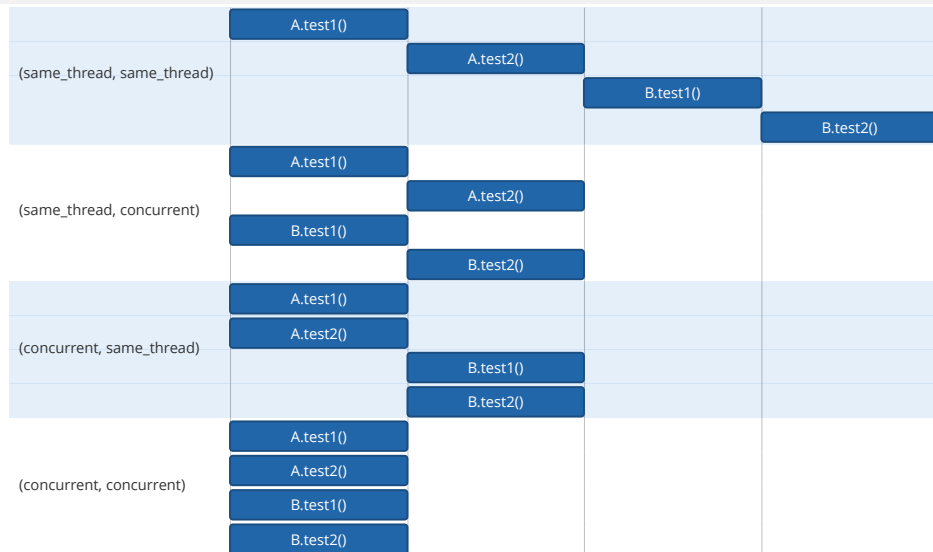 A.test1()
A.test2()
(same_thread, same_thread)
B.test1()
B.test2()
A.test1()
A.test2()
(same_thread, concurrent)
B.test1()
B.test2()
A.test1()
A.test2()
(concurrent, same_thread)
B.test1()
B.test2()
A.test1()
A.test2()
(concurrent, concurrent)
B.test1()
B.test2()